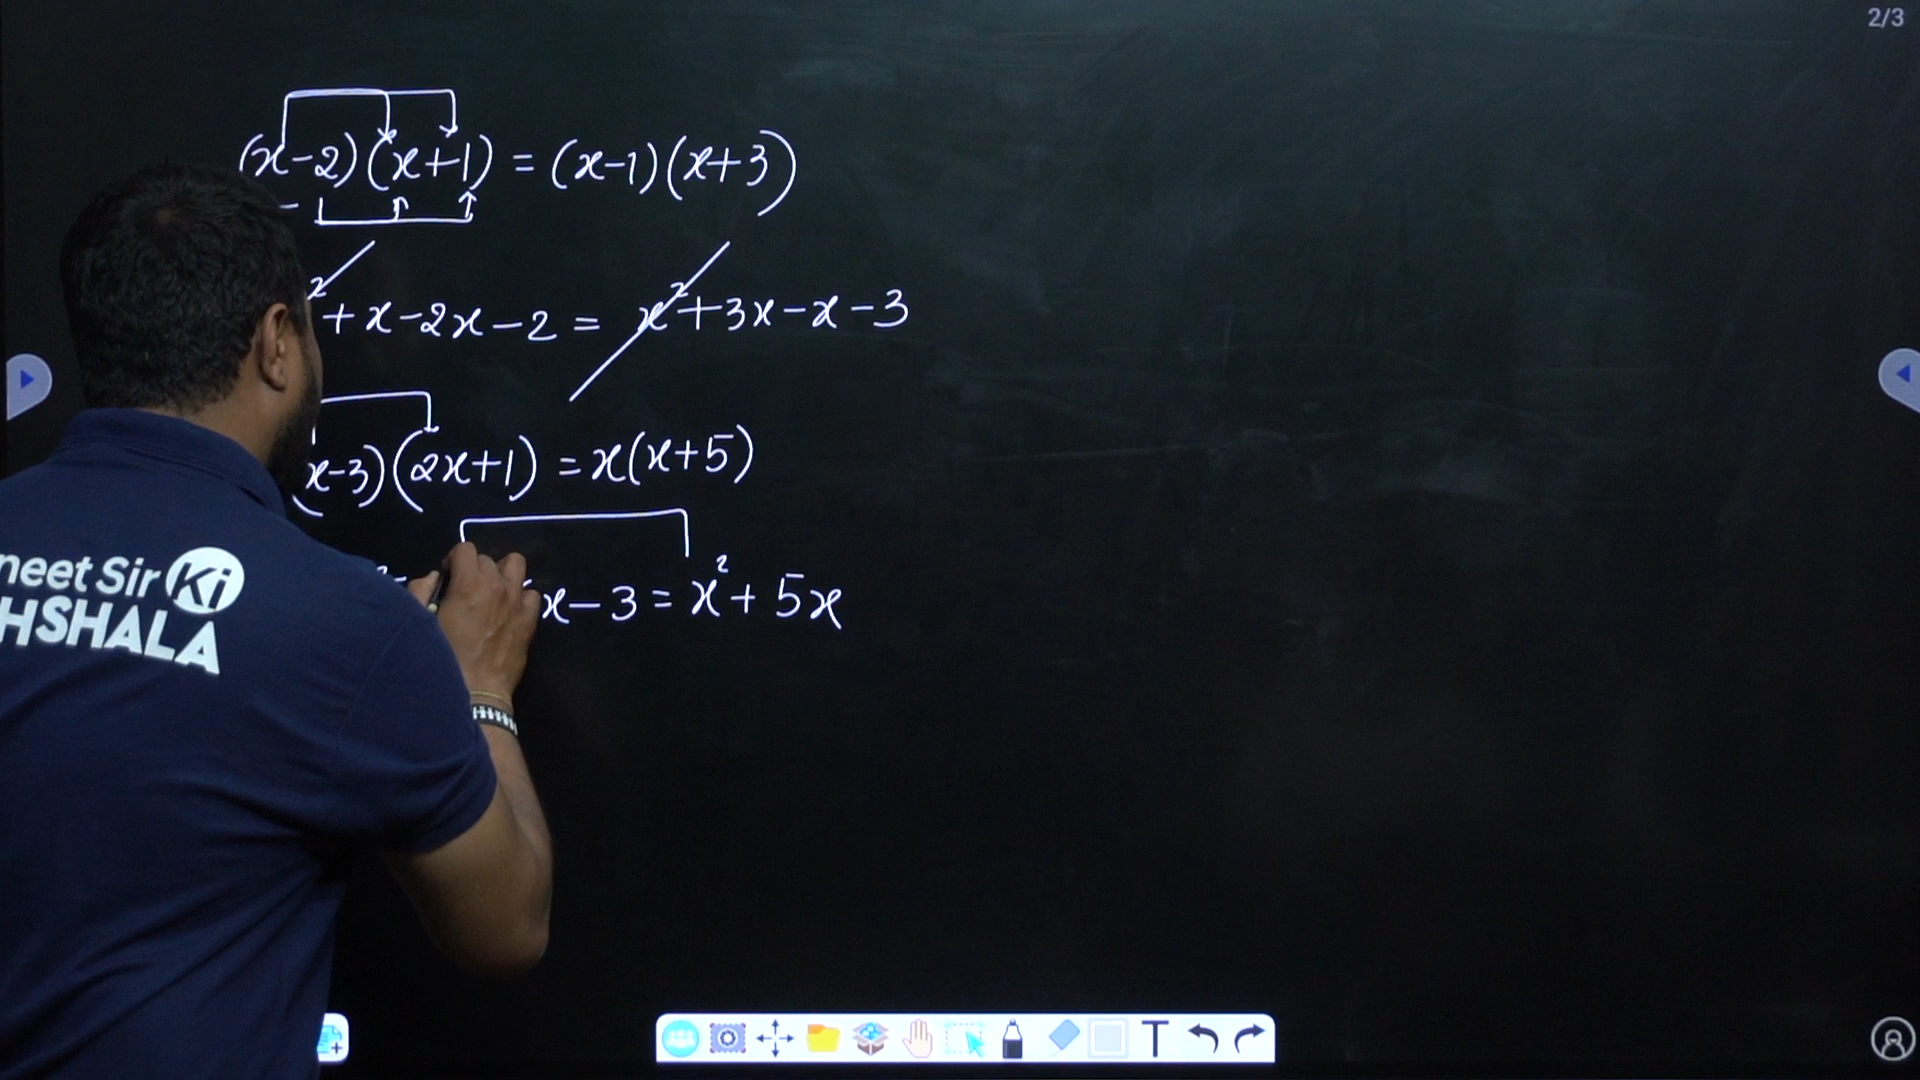 2/3
(x-2)(x+1) = (x-1)(x+3)
² + x - 2x - 2 = x² + 3x - x - 3
(x-3)(2x+1) = x(x+5)
x - 3 = x² + 5x
neet Sir Ki
HSHALA
T